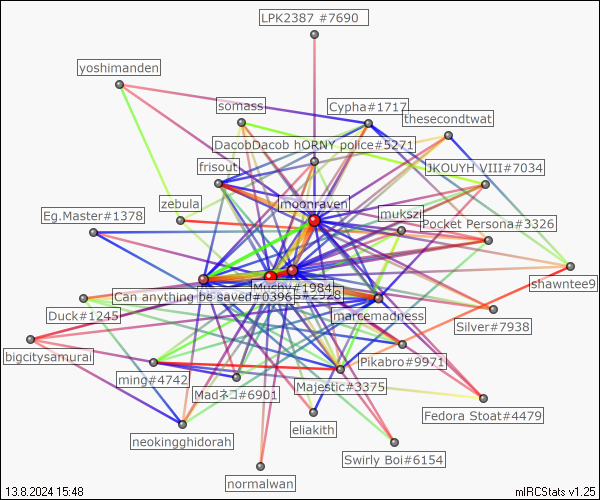 LPK2387 #7690
yoshimanden
somass
Cypha#1717
thesecondtwat
DacobDacob hORNY police#5271
frisout
JKOUYH VIII#7034
zebula
moonraven
mukszi
Eg.Master#1378
Pocket Persona#3326
shawntee9
#1984
Can anything be saved#0396
#2928
Duck#1245
marcemadness
Silver#7938
bigcitysamurai
Pikabro#9971
ming#4742
Madネコ#6901
Majestic#3375
Fedora Stoat#4479
eliakith
neokingghidorah
Swirly Boi#6154
normalwan
13.8.2024 15:48
mIRCStats v1.25